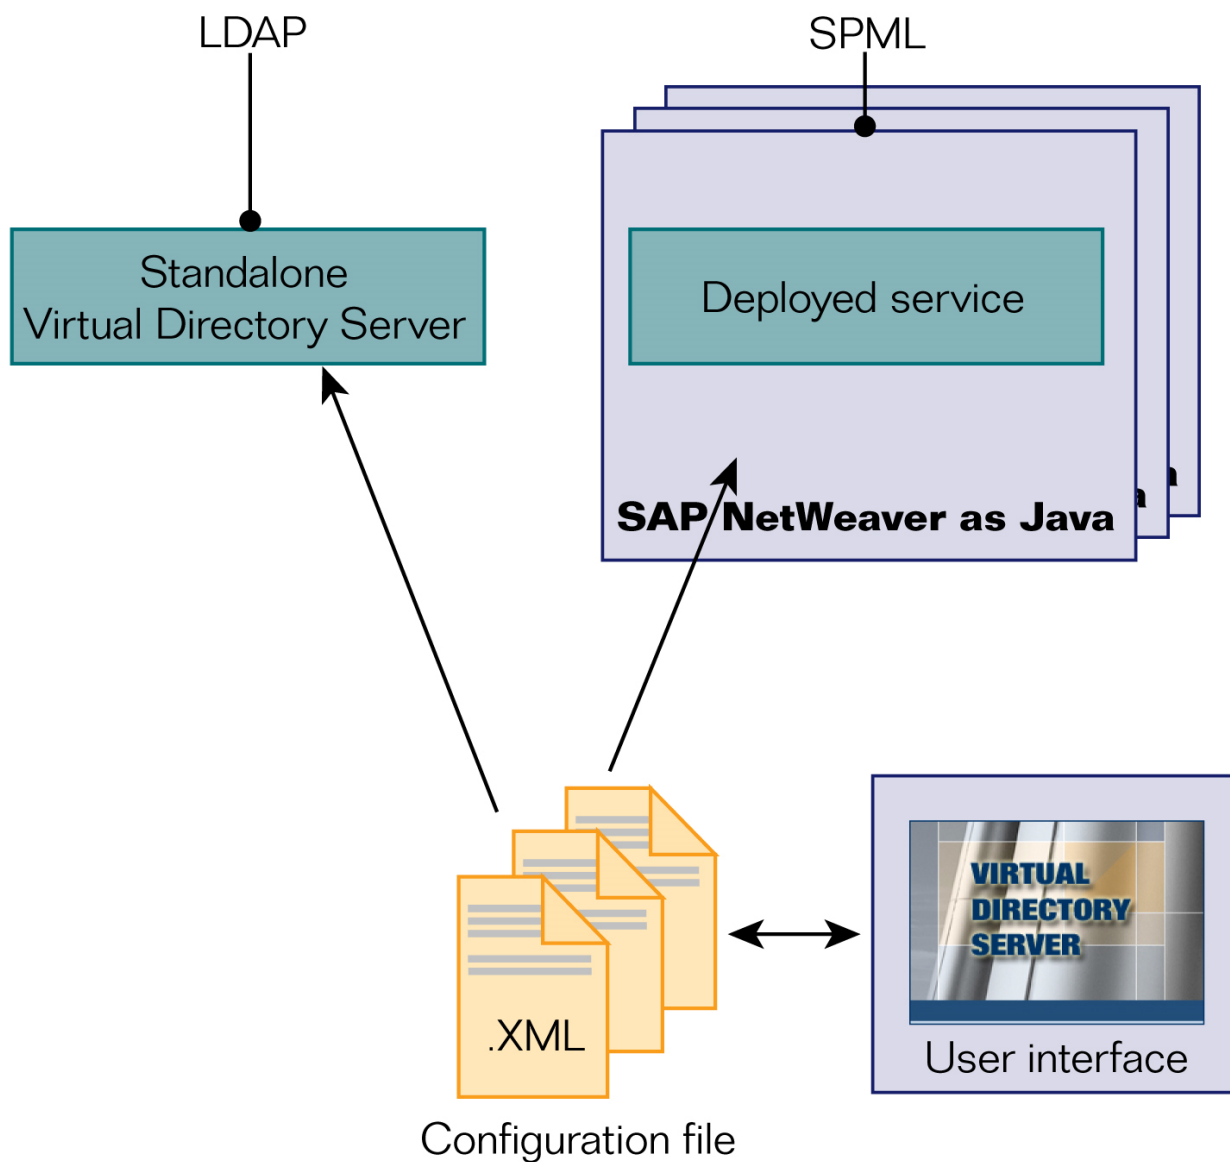 LDAP
SPML
Standalone
Virtual Directory Server
Deployed service
a
a
SAP NetWeaver as Java
VIRTUAL
DIRECTORY
SERVER
.XML
User interface
Configuration file